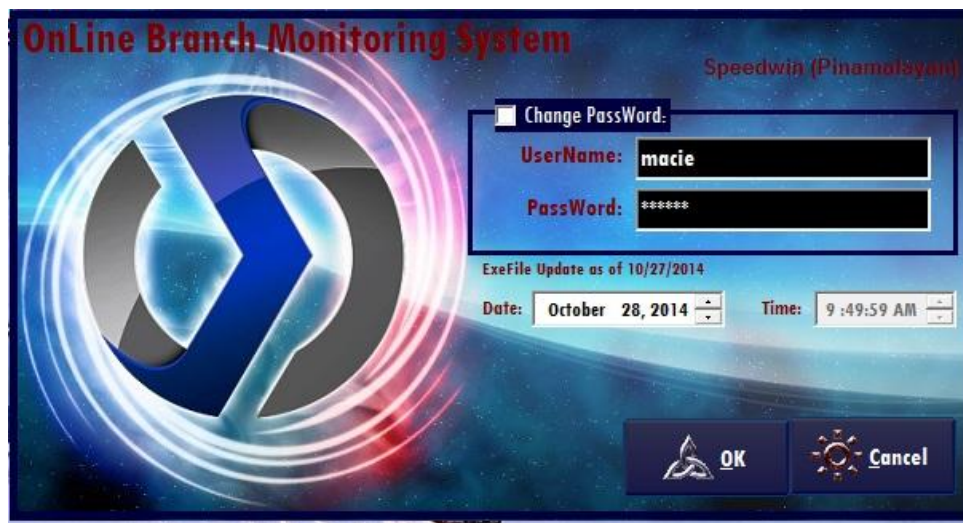 OnLine Branch Monitoring System
Speedwin (Pinamalayan)
Change PassWord:
UserName: macie
PassWord: ******
ExeFile Update as of 10/27/2014
Date: October 28, 2014 Time: 9 :49:59 AM
OK Cancel